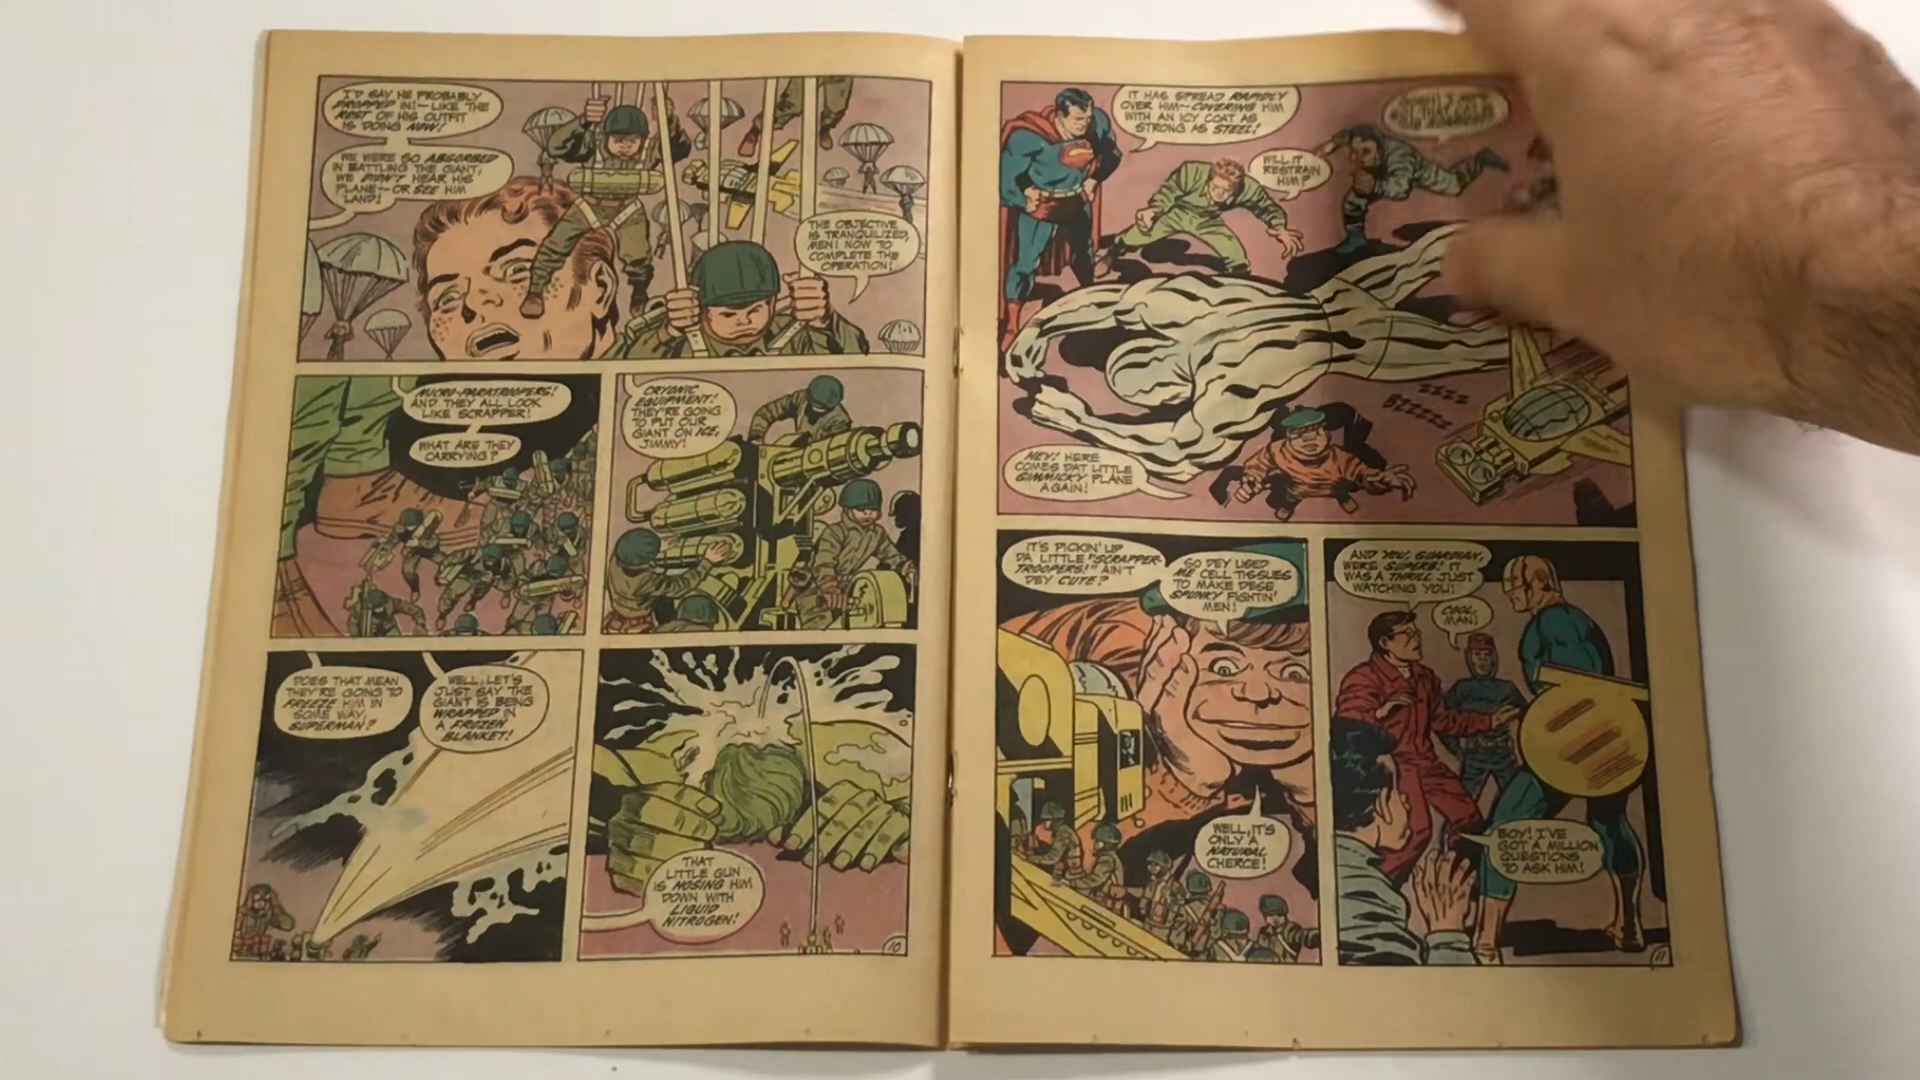 I'D SAY HE PROBABLY
DROPPED IN!—LIKE THE
REST OF HIS OUTFIT
IS DOING NOW!
WE WERE SO ABSORBED
IN BATTLING THE GIANT,
WE DIDN'T HEAR HIS
PLANE—OR SEE HIM
LAND!
THE OBJECTIVE
IS TRANQUILIZED,
MEN! NOW TO
COMPLETE THE
OPERATION!
MICRO-PARATROOPERS!
AND THEY ALL LOOK
LIKE SCRAPPER!
WHAT ARE THEY
CARRYING?
CRYONIC
EQUIPMENT!
THEY'RE GOING
TO PUT OUR
GIANT ON ICE,
JIMMY!
DOES THAT MEAN
THEY'RE GOING TO
FREEZE HIM IN
SOME WAY,
SUPERMAN?
WELL, LET'S
JUST SAY THE
GIANT IS BEING
WRAPPED IN
A FROZEN
BLANKET!
THAT
LITTLE GUN
IS HOSING HIM
DOWN WITH
LIQUID
NITROGEN!
10
IT HAS SPREAD RAPIDLY
OVER HIM—COVERING HIM
WITH AN ICY COAT AS
STRONG AS STEEL!
WILL IT
RESTRAIN
HIM?
ZZZZ
BZZZZZ
HEY! HERE
COMES DAT LITTLE
GIMMICKY PLANE
AGAIN!
IT'S PICKIN' UP
DA LITTLE "SCRAPPER-
TROOPERS!" AIN'T
DEY CUTE?
SO DEY USED
ME CELL TISSUES
TO MAKE DESE
SPUNKY FIGHTIN'
MEN!
WELL, IT'S
ONLY A
NATURAL
CHERCE!
AND YOU, GUARDIAN,
WERE SUPERB! IT
WAS A THRILL JUST
WATCHING YOU!
COOL,
MAN!
BOY! I'VE
GOT A MILLION
QUESTIONS
TO ASK HIM!
11